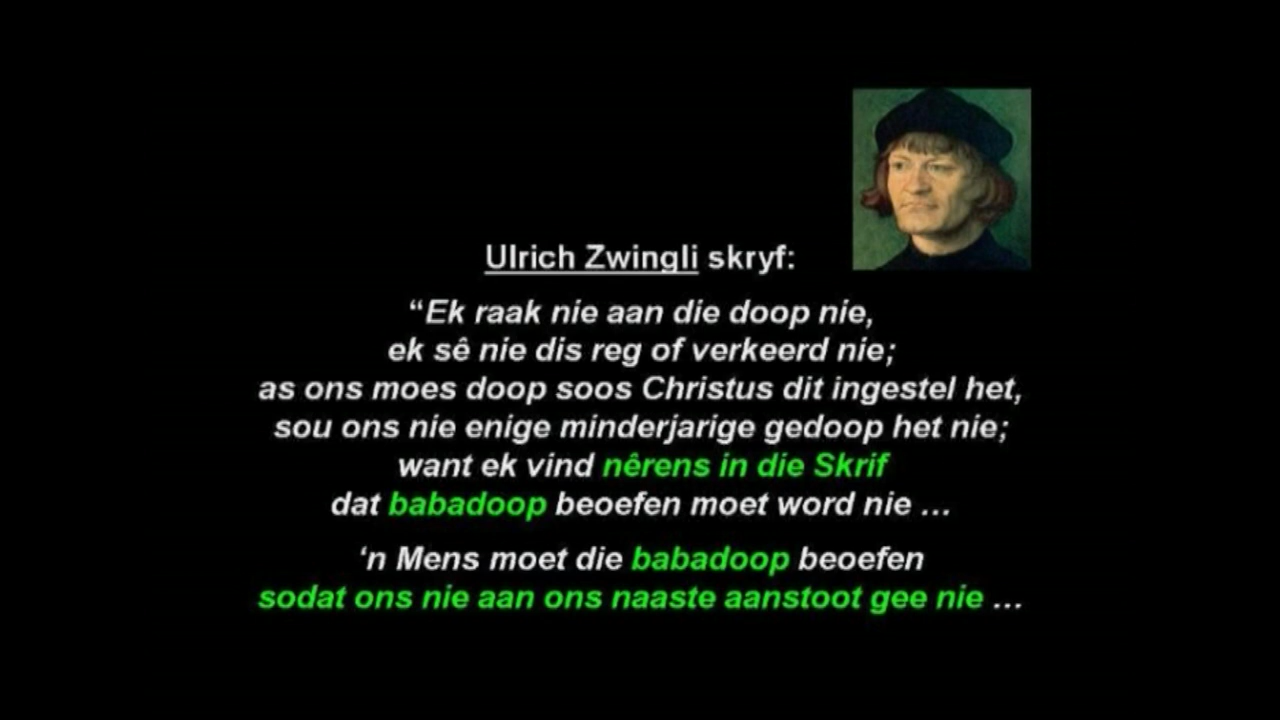 Ulrich Zwingli skryf:
“Ek raak nie aan die doop nie,
ek sê nie dis reg of verkeerd nie;
as ons moes doop soos Christus dit ingestel het,
sou ons nie enige minderjarige gedoop het nie;
want ek vind nêrens in die Skrif
dat babadoop beoefen moet word nie ...
‘n Mens moet die babadoop beoefen
sodat ons nie aan ons naaste aanstoot gee nie ...